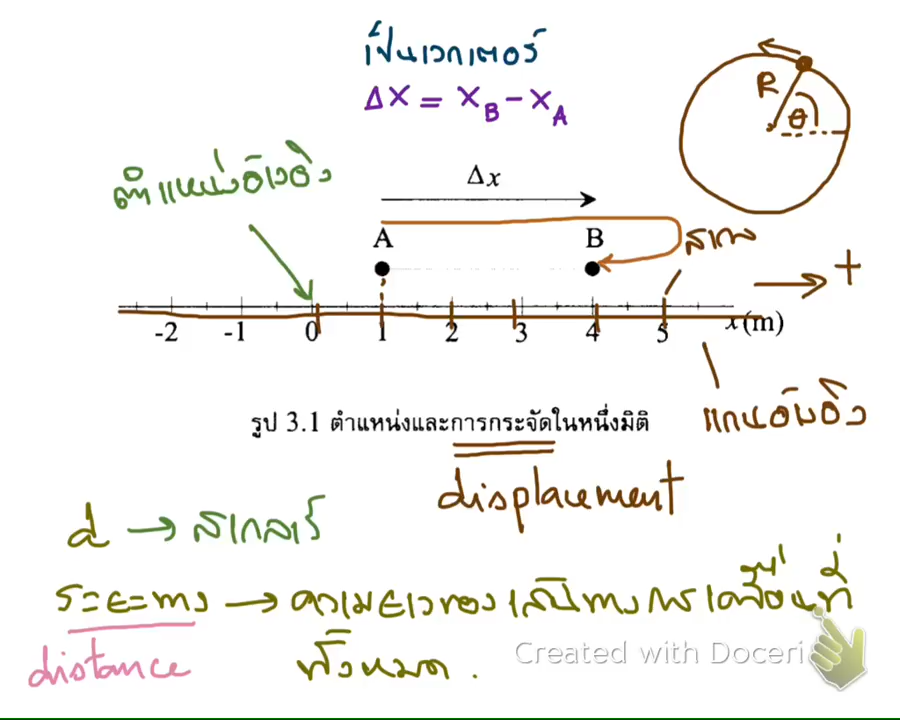 เป็นเวกเตอร์
ΔX = X_B - X_A
R
θ
ตำแหน่งอ้างอิง
Δx
A B
สเกล
+
-2 -1 0 1 2 3 4 5 x(m)
แกนอ้างอิง
รูป 3.1 ตำแหน่งและการกระจัดในหนึ่งมิติ
displacement
d → สเกลาร์
ระยะทาง → ความยาวของเส้นทางการเคลื่อนที่
distance ทั้งหมด .
Created with Doceri